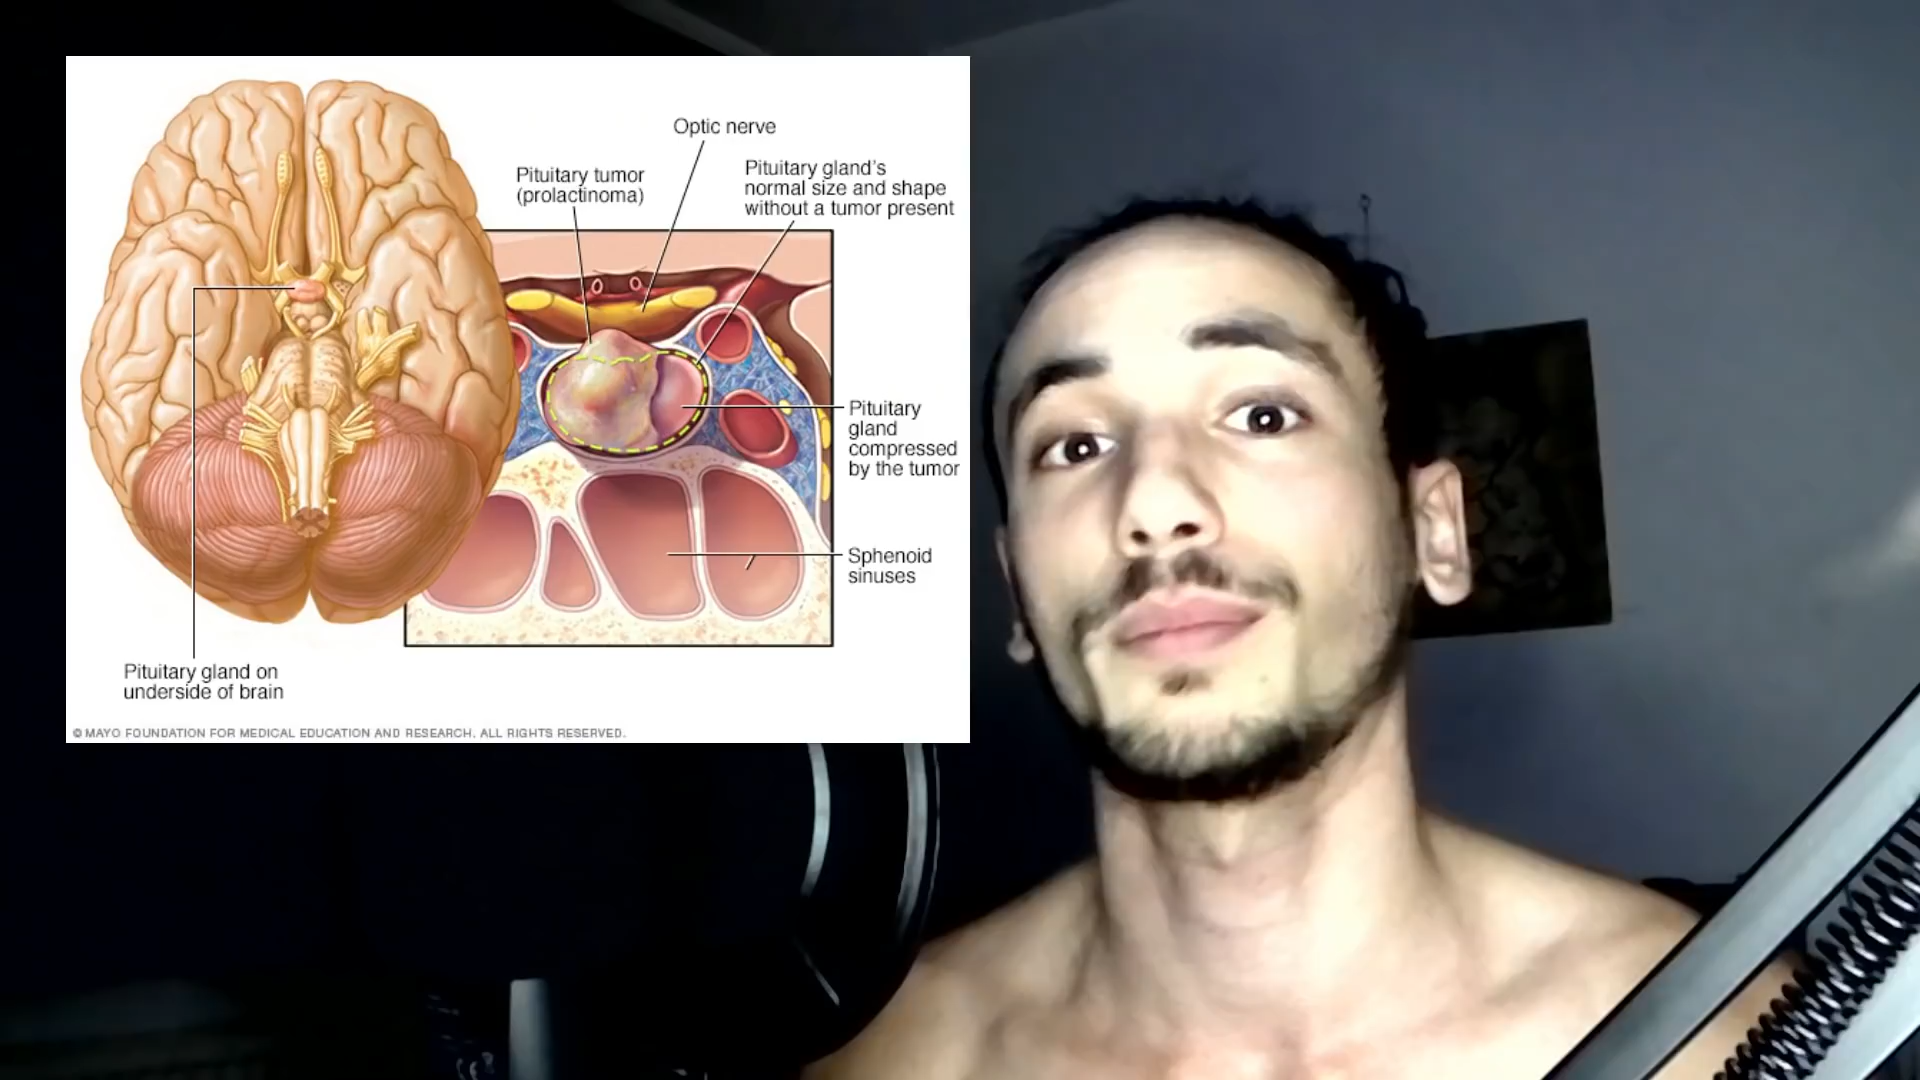 Optic nerve
Pituitary tumor
(prolactinoma)
Pituitary gland's
normal size and shape
without a tumor present
Pituitary
gland
compressed
by the tumor
Sphenoid
sinuses
Pituitary gland on
underside of brain
© MAYO FOUNDATION FOR MEDICAL EDUCATION AND RESEARCH. ALL RIGHTS RESERVED.